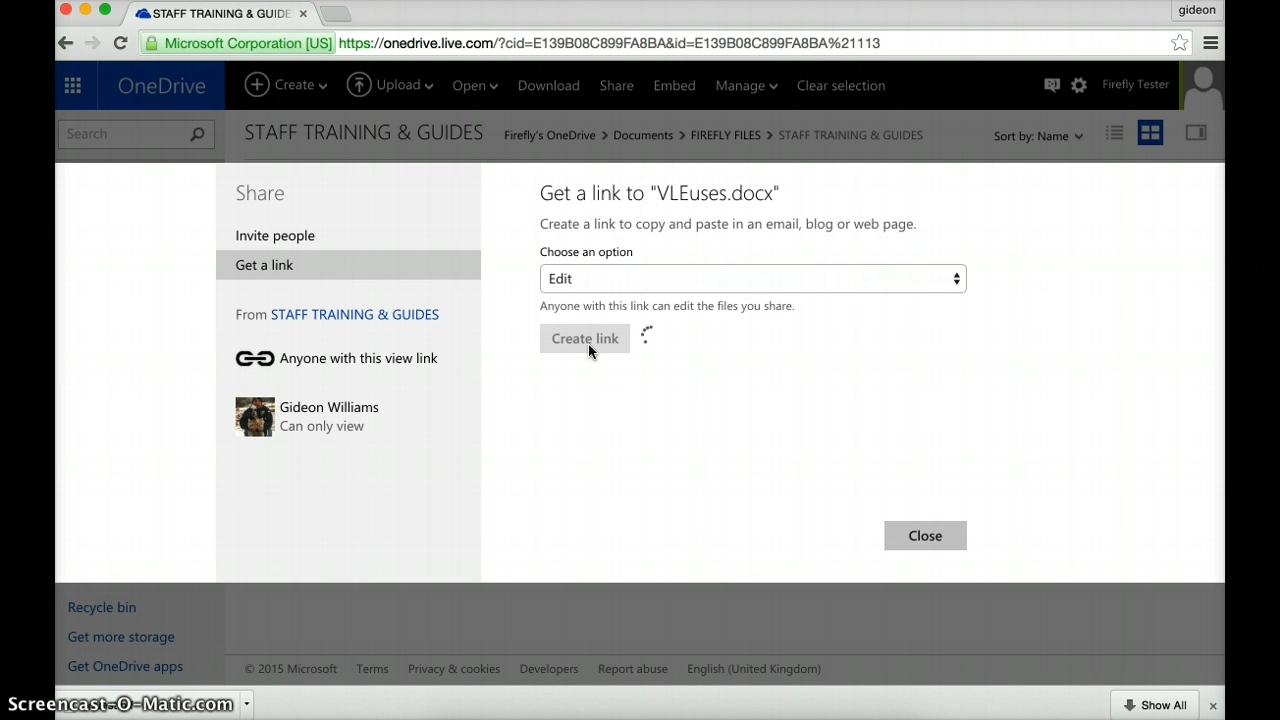 STAFF TRAINING & GUIDE
gideon
Microsoft Corporation [US] https://onedrive.live.com/?cid=E139B08C899FA8BA&id=E139B08C899FA8BA%21113
OneDrive Create Upload Open Download Share Embed Manage Clear selection Firefly Tester
Search STAFF TRAINING & GUIDES Firefly's OneDrive > Documents > FIREFLY FILES > STAFF TRAINING & GUIDES Sort by: Name
Share
Invite people
Get a link
From STAFF TRAINING & GUIDES
Anyone with this view link
Gideon Williams
Can only view
Get a link to "VLEuses.docx"
Create a link to copy and paste in an email, blog or web page.
Choose an option
Edit
Anyone with this link can edit the files you share.
Create link
Close
Recycle bin
Get more storage
Get OneDrive apps
© 2015 Microsoft Terms Privacy & cookies Developers Report abuse English (United Kingdom)
Screencast-O-Matic.com
Show All